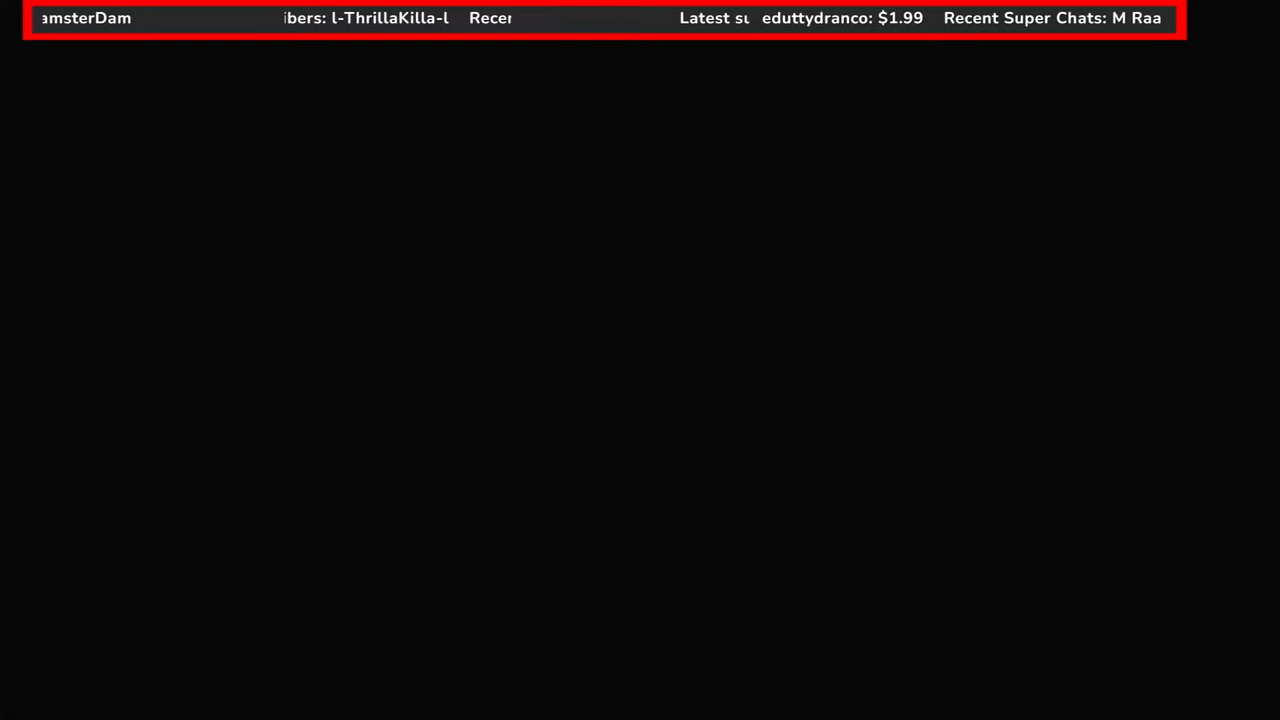 amsterDam ibers: l-ThrillaKilla-l Recer Latest su eduttydranco: $1.99 Recent Super Chats: M Raa